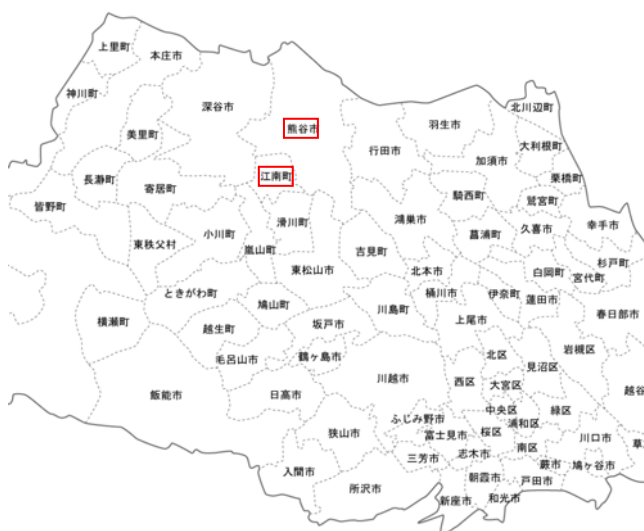 上里町
本庄市
神川町
深谷市
熊谷市
美里町
行田市
羽生市
北川辺町
加須市
大利根町
江南町
長瀞町
寄居町
栗橋町
騎西町
鷲宮町
皆野町
東秩父村
小川町
滑川町
嵐山町
鴻巣市
吉見町
菖蒲町
久喜市
幸手市
東松山市
北本市
白岡町
杉戸町
宮代町
ときがわ町
鳩山町
桶川市
伊奈町
蓮田市
川島町
横瀬町
越生町
坂戸市
上尾市
春日部市
毛呂山市
鶴ヶ島市
北区
見沼区
岩槻区
川越市
西区
大宮区
飯能市
日高市
越谷
中央区
緑区
ふじみ野市
浦和区
狭山市
富士見市
桜区
川口市
草
三芳市
志木市
南区
入間市
朝霞市
蕨市
鳩ヶ谷市
戸田市
所沢市
新座市
和光市